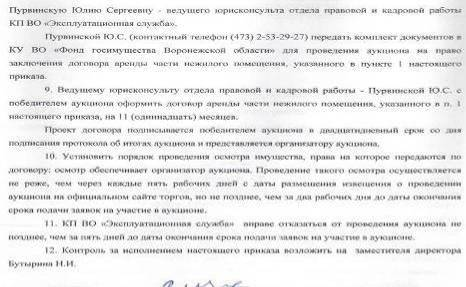 Пурвинскую Юлию Сергеевну - ведущего юрисконсульта отдела правовой и кадровой работы
КП ВО «Эксплуатационная служба».
Пурвинской Ю.С. (контактный телефон (473) 2-53-29-27) передать комплект документов в
КУ ВО «Фонд госимущества Воронежской области» для проведения аукциона на право
заключения договора аренды части нежилого помещения, указанного в пункте 1 настоящего
приказа.
9. Ведущему юрисконсульту отдела правовой и кадровой работы - Пурвинской Ю.С. с
победителем аукциона оформить договор аренды части нежилого помещения, указанного в п. 1
настоящего приказа, на 11 (одиннадцать) месяцев.
Проект договора подписывается победителем аукциона в двадцатидневный срок со дня
подписания протокола об итогах аукциона и представляется организатору аукциона.
10. Установить порядок проведения осмотра имущества, права на которое передаются по
договору: осмотр обеспечивает организатор аукциона. Проведение такого осмотра осуществляется
не реже, чем через каждые пять рабочих дней с даты размещения извещения о проведении
аукциона на официальном сайте торгов, но не позднее, чем за два рабочих дня до даты окончания
срока подачи заявок на участие в аукционе.
11. КП ВО «Эксплуатационная служба» вправе отказаться от проведения аукциона не
позднее, чем за пять дней до даты окончания срока подачи заявок на участие в аукционе.
12. Контроль за исполнением настоящего приказа возложить на заместителя директора
Бутырина Н.И.